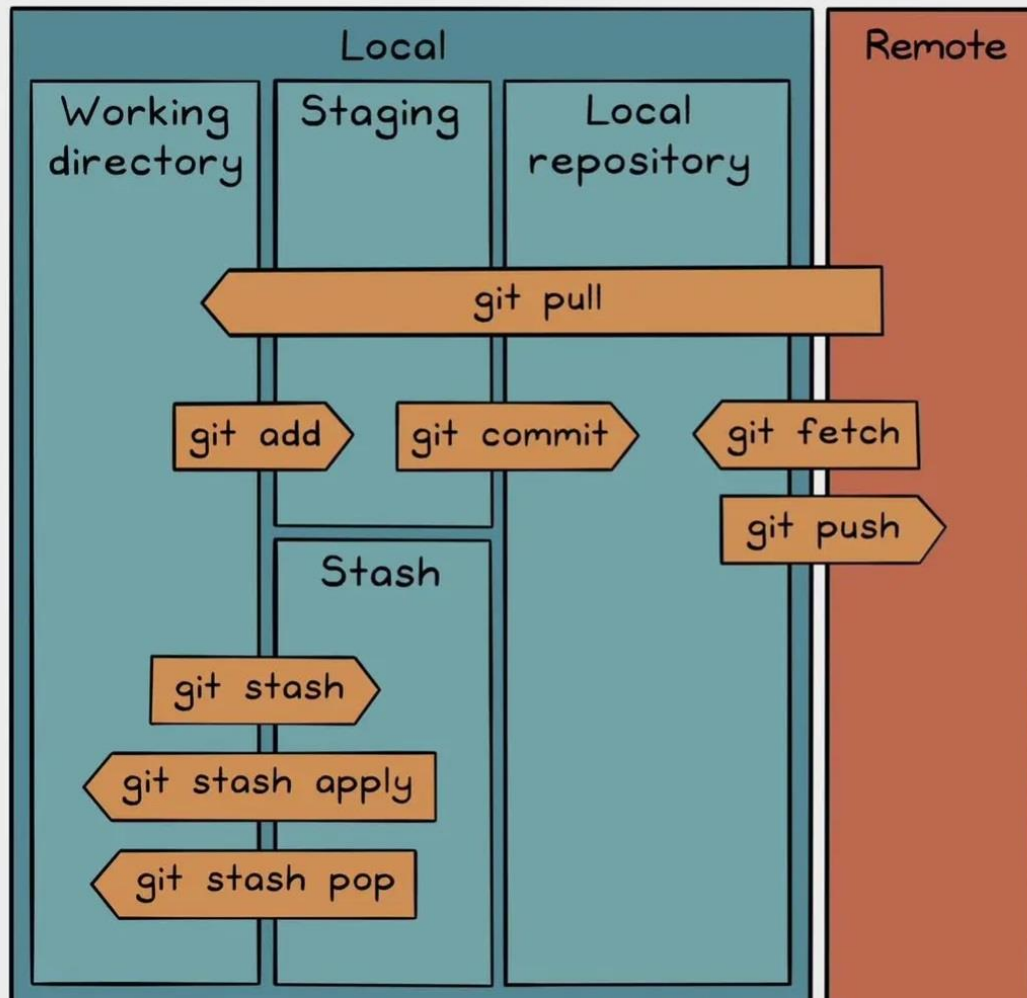 Local
Remote
Working
directory
Staging
Local
repository
git pull
git add
git commit
git fetch
git push
Stash
git stash
git stash apply
git stash pop